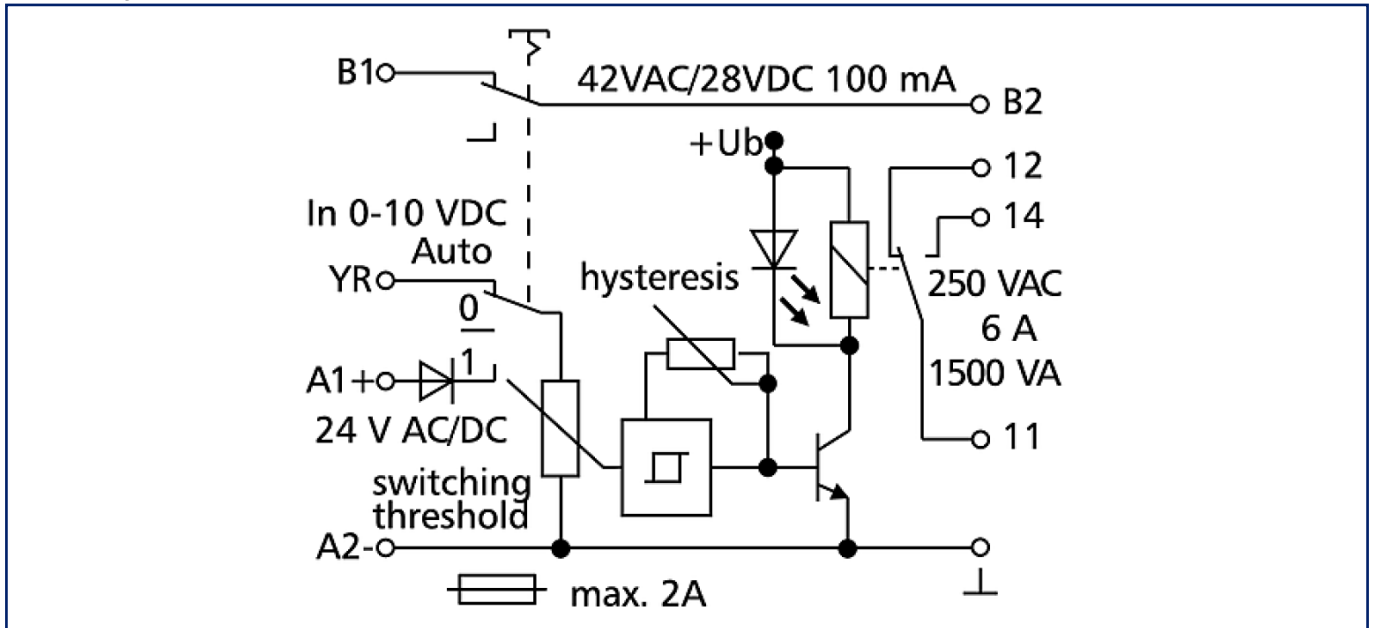 B1
42VAC/28VDC 100 mA
B2
+Ub
12
In 0-10 VDC
14
Auto
YR
hysteresis
250 VAC
0
6 A
1
A1+
1500 VA
24 V AC/DC
11
switching
threshold
A2-
max. 2A